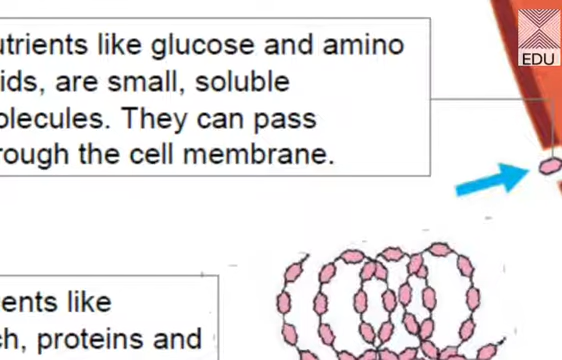 utrients like glucose and amino
ids, are small, soluble
olecules. They can pass
rough the cell membrane.
EDU
ents like
ch, proteins and